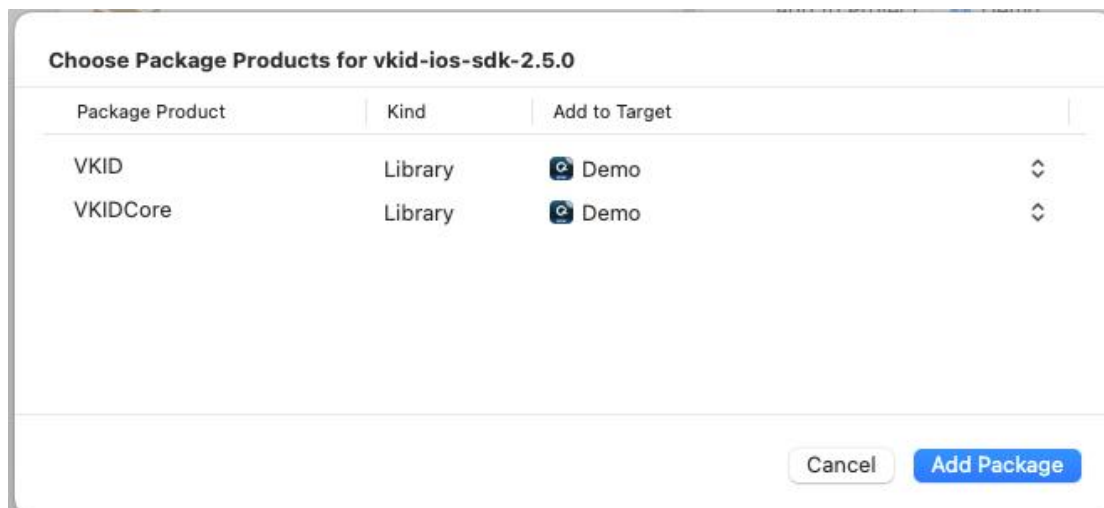 Choose Package Products for vkid-ios-sdk-2.5.0
Package Product Kind Add to Target
VKID Library Demo
VKIDCore Library Demo
Cancel Add Package